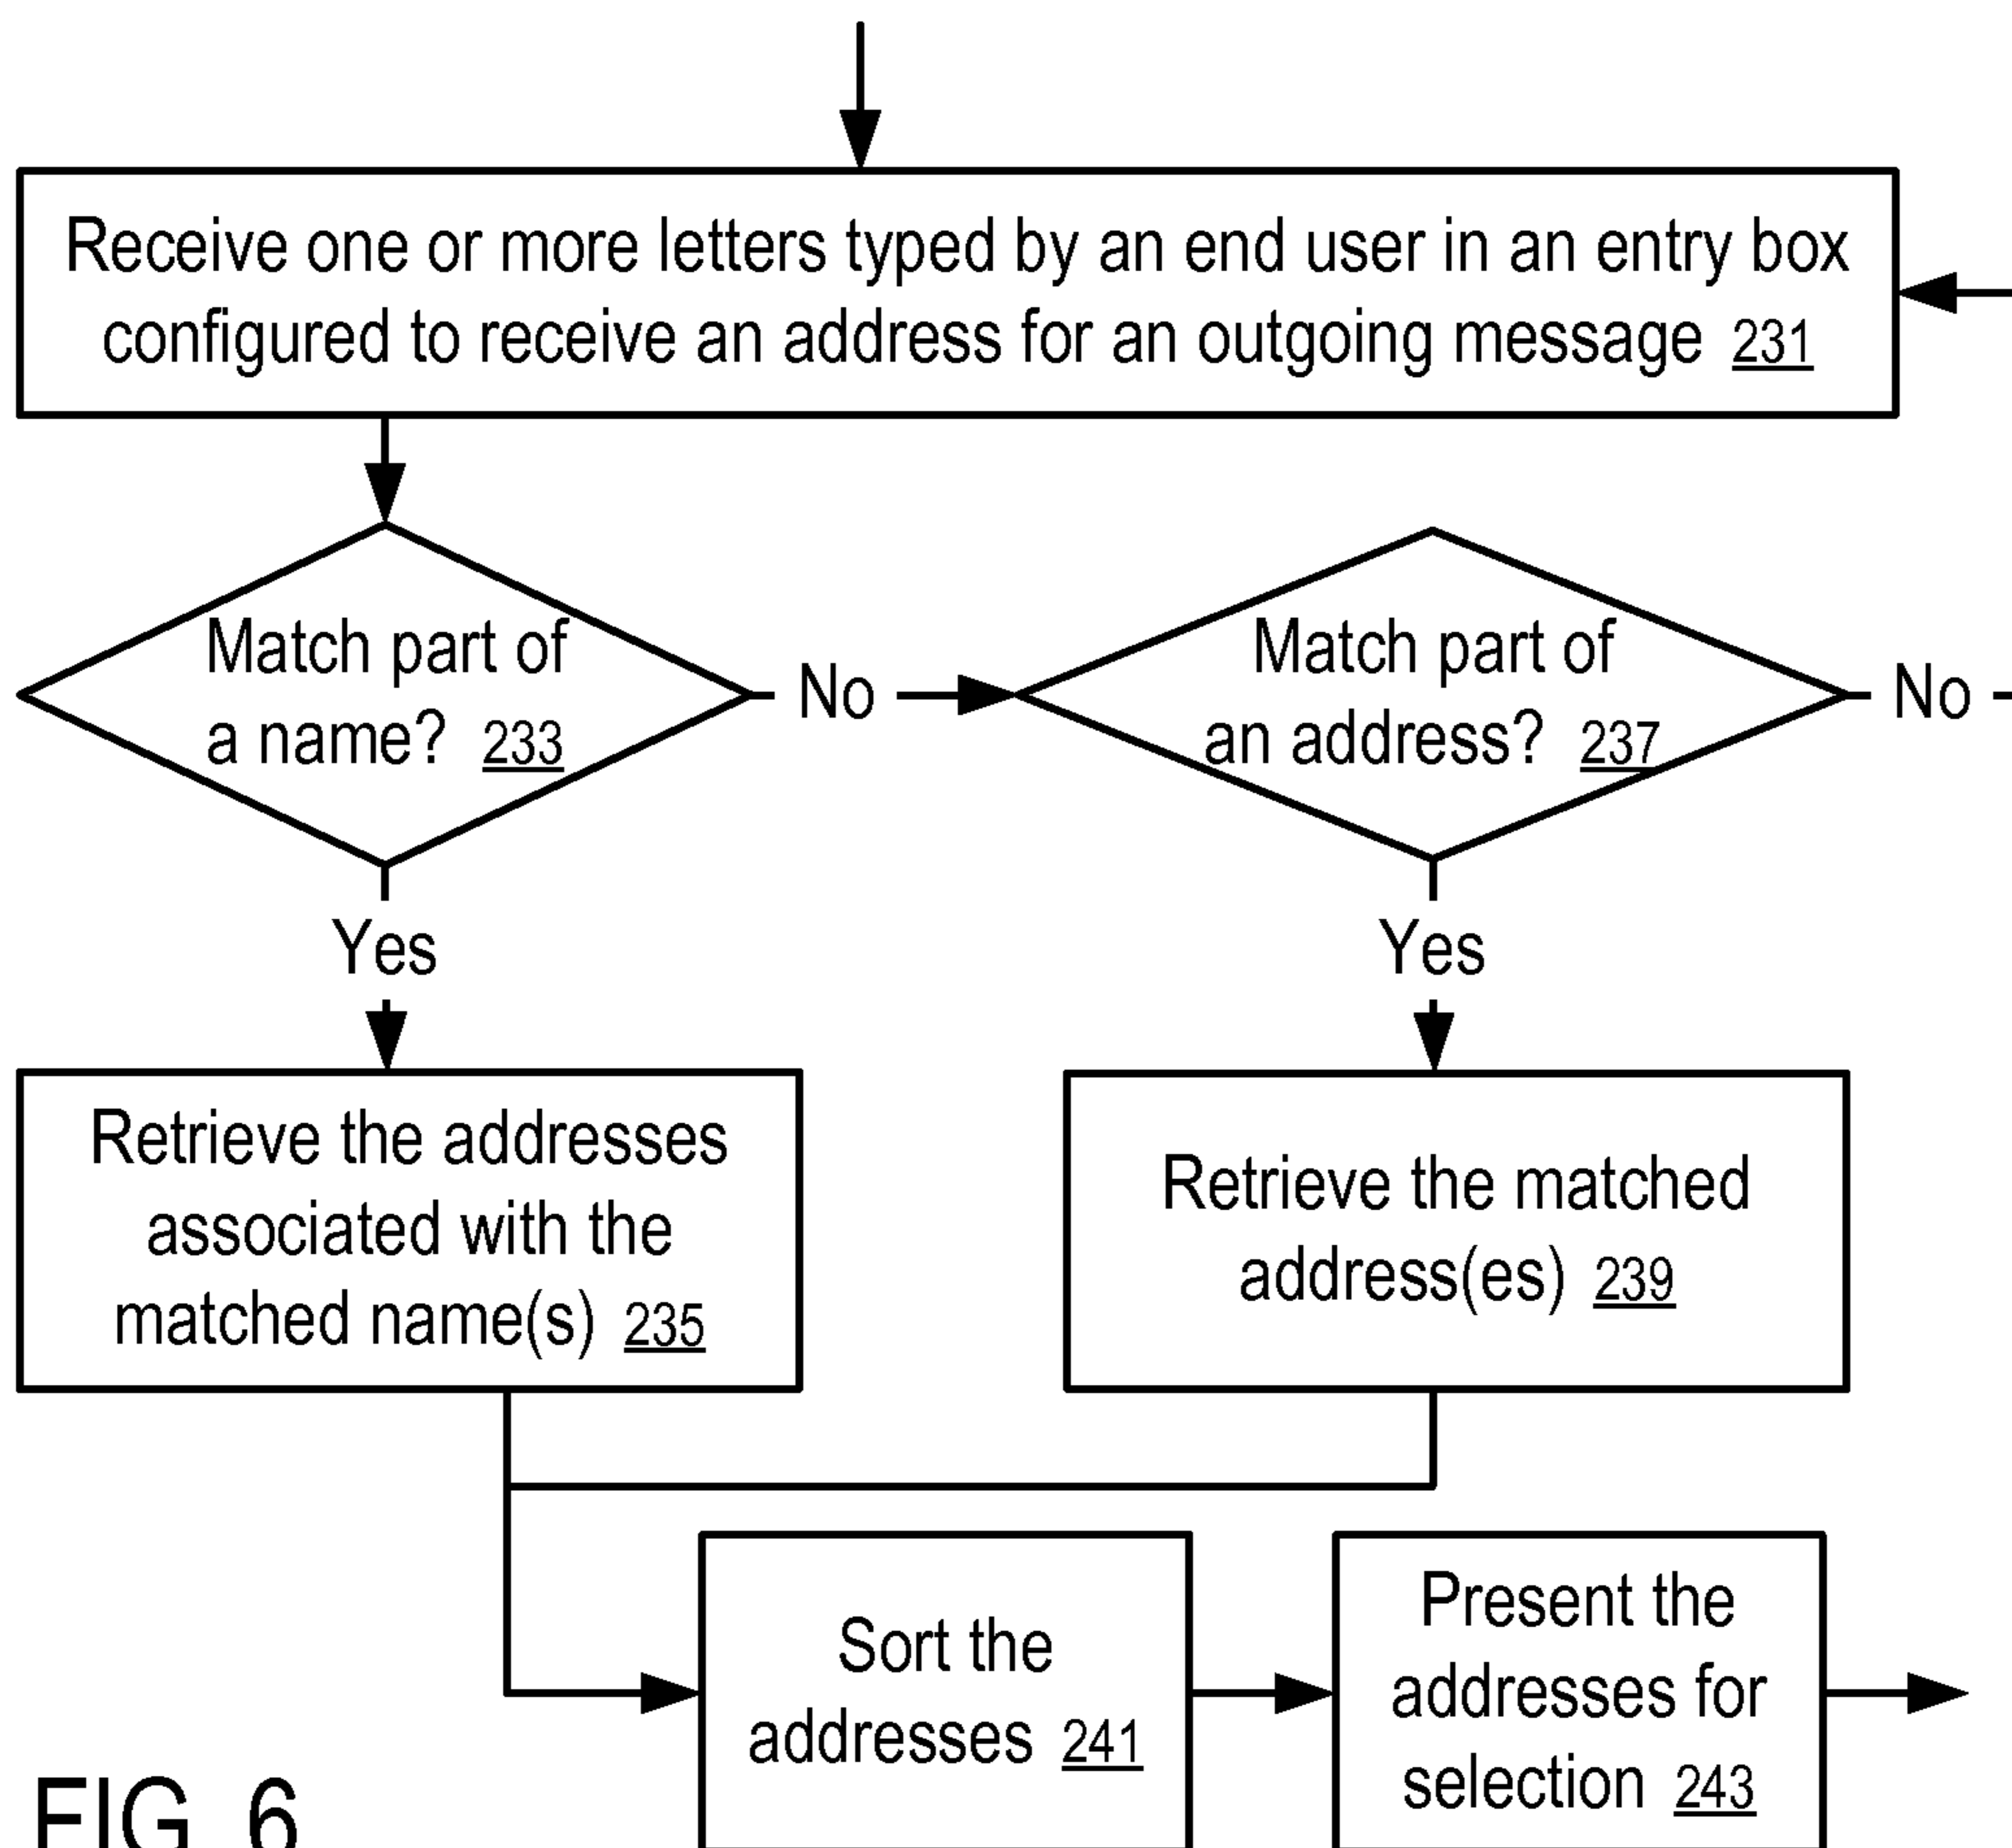 Receive one or more letters typed by an end user in an entry box
configured to receive an address for an outgoing message 231
Match part of
a name? 233
No
Match part of
an address? 237
No
Yes
Yes
Retrieve the addresses
associated with the
matched name(s) 235
Retrieve the matched
address(es) 239
Sort the
addresses 241
Present the
addresses for
selection 243
FIG. 6